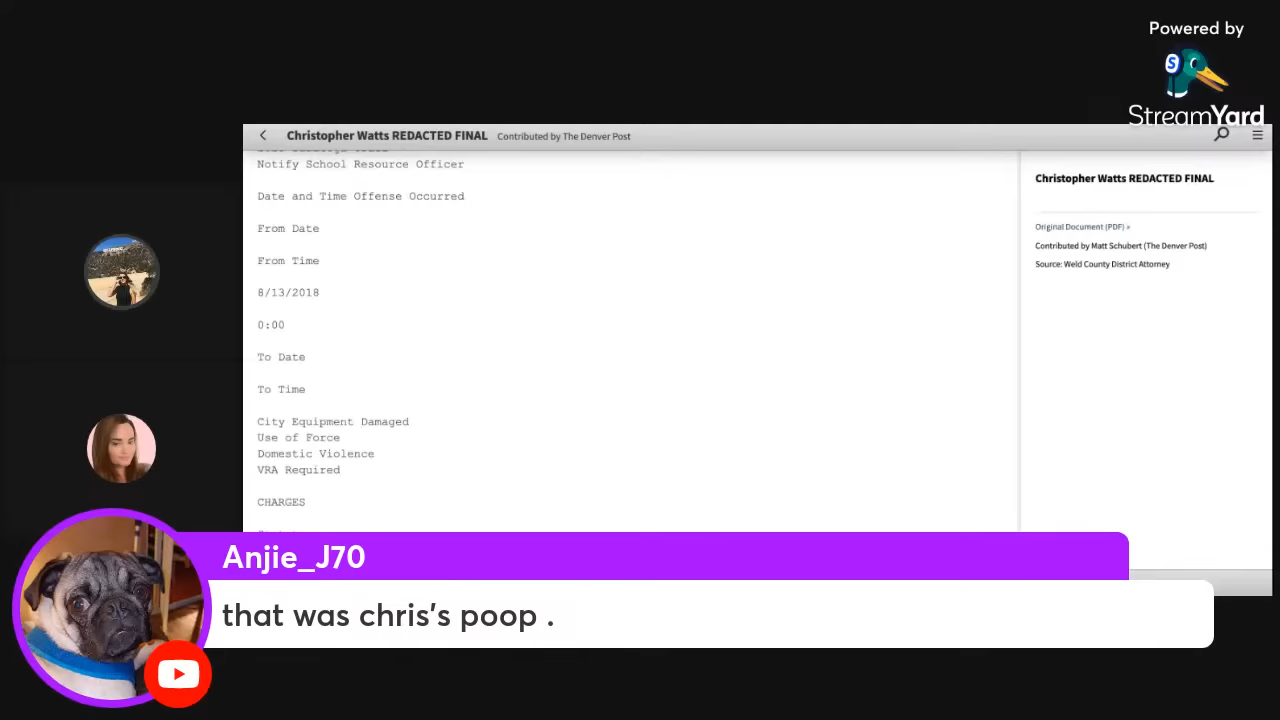 Powered by
StreamYard
Christopher Watts REDACTED FINAL Contributed by The Denver Post
Notify School Resource Officer
Date and Time Offense Occurred
From Date
From Time
8/13/2018
0:00
To Date
To Time
City Equipment Damaged
Use of Force
Domestic Violence
VRA Required
CHARGES
Christopher Watts REDACTED FINAL
Original Document (PDF) »
Contributed by Matt Schubert (The Denver Post)
Source: Weld County District Attorney
Anjie_J70
that was chris's poop .